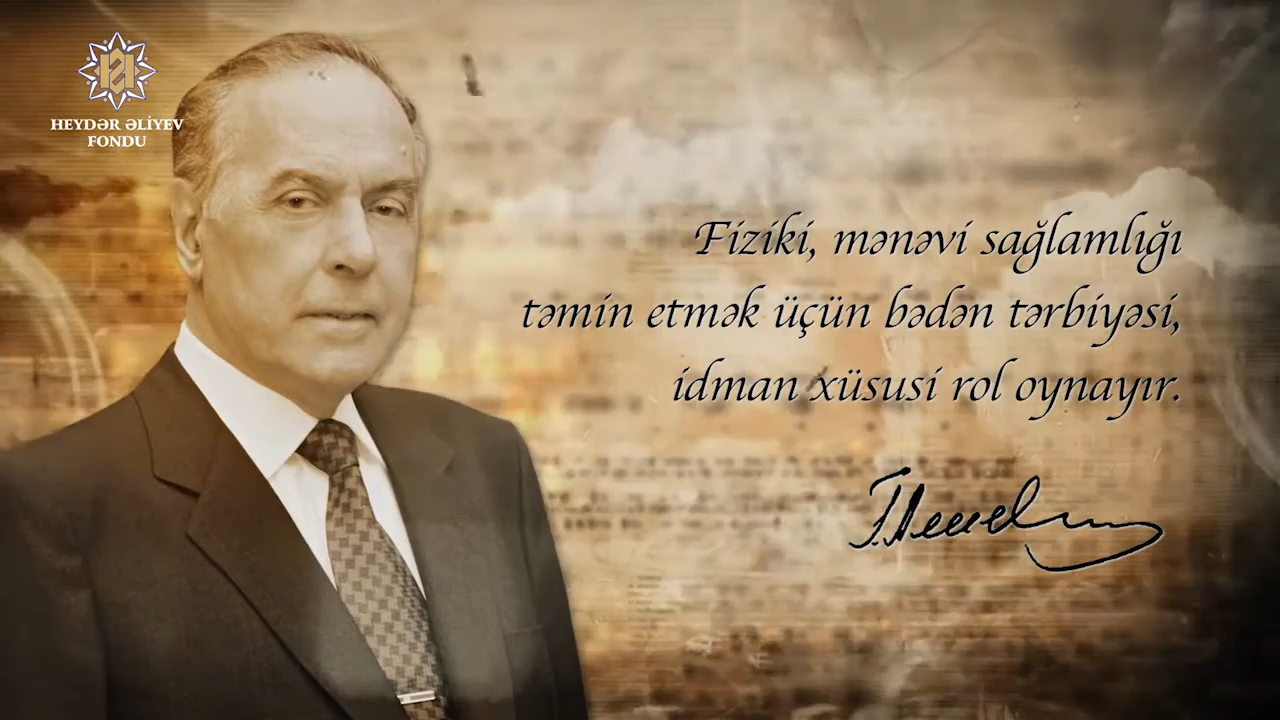 HEYDƏR ƏLİYEV
FONDU
Fiziki, mənəvi sağlamlığı
təmin etmək üçün bədən tərbiyəsi,
idman xüsusi rol oynayır.